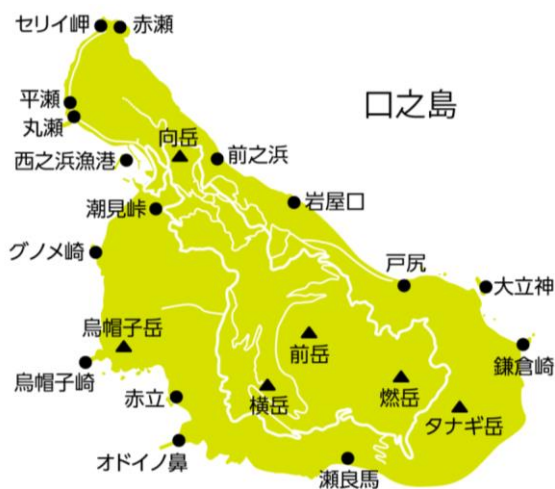 セリイ岬
赤瀬
口之島
平瀬
丸瀬
向岳
西之浜漁港
前之浜
潮見峠
岩屋口
グノメ崎
戸尻
大立神
烏帽子岳
前岳
鎌倉崎
烏帽子崎
赤立
横岳
燃岳
タナギ岳
オドイノ鼻
瀬良馬